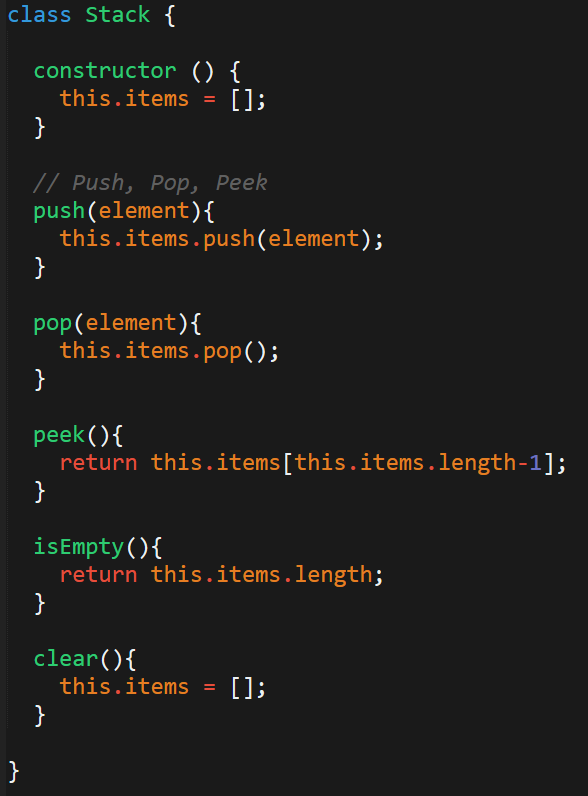 class Stack {
constructor () {
this.items = [];
}
// Push, Pop, Peek
push(element){
this.items.push(element);
}
pop(element){
this.items.pop();
}
peek(){
return this.items[this.items.length-1];
}
isEmpty(){
return this.items.length;
}
clear(){
this.items = [];
}
}